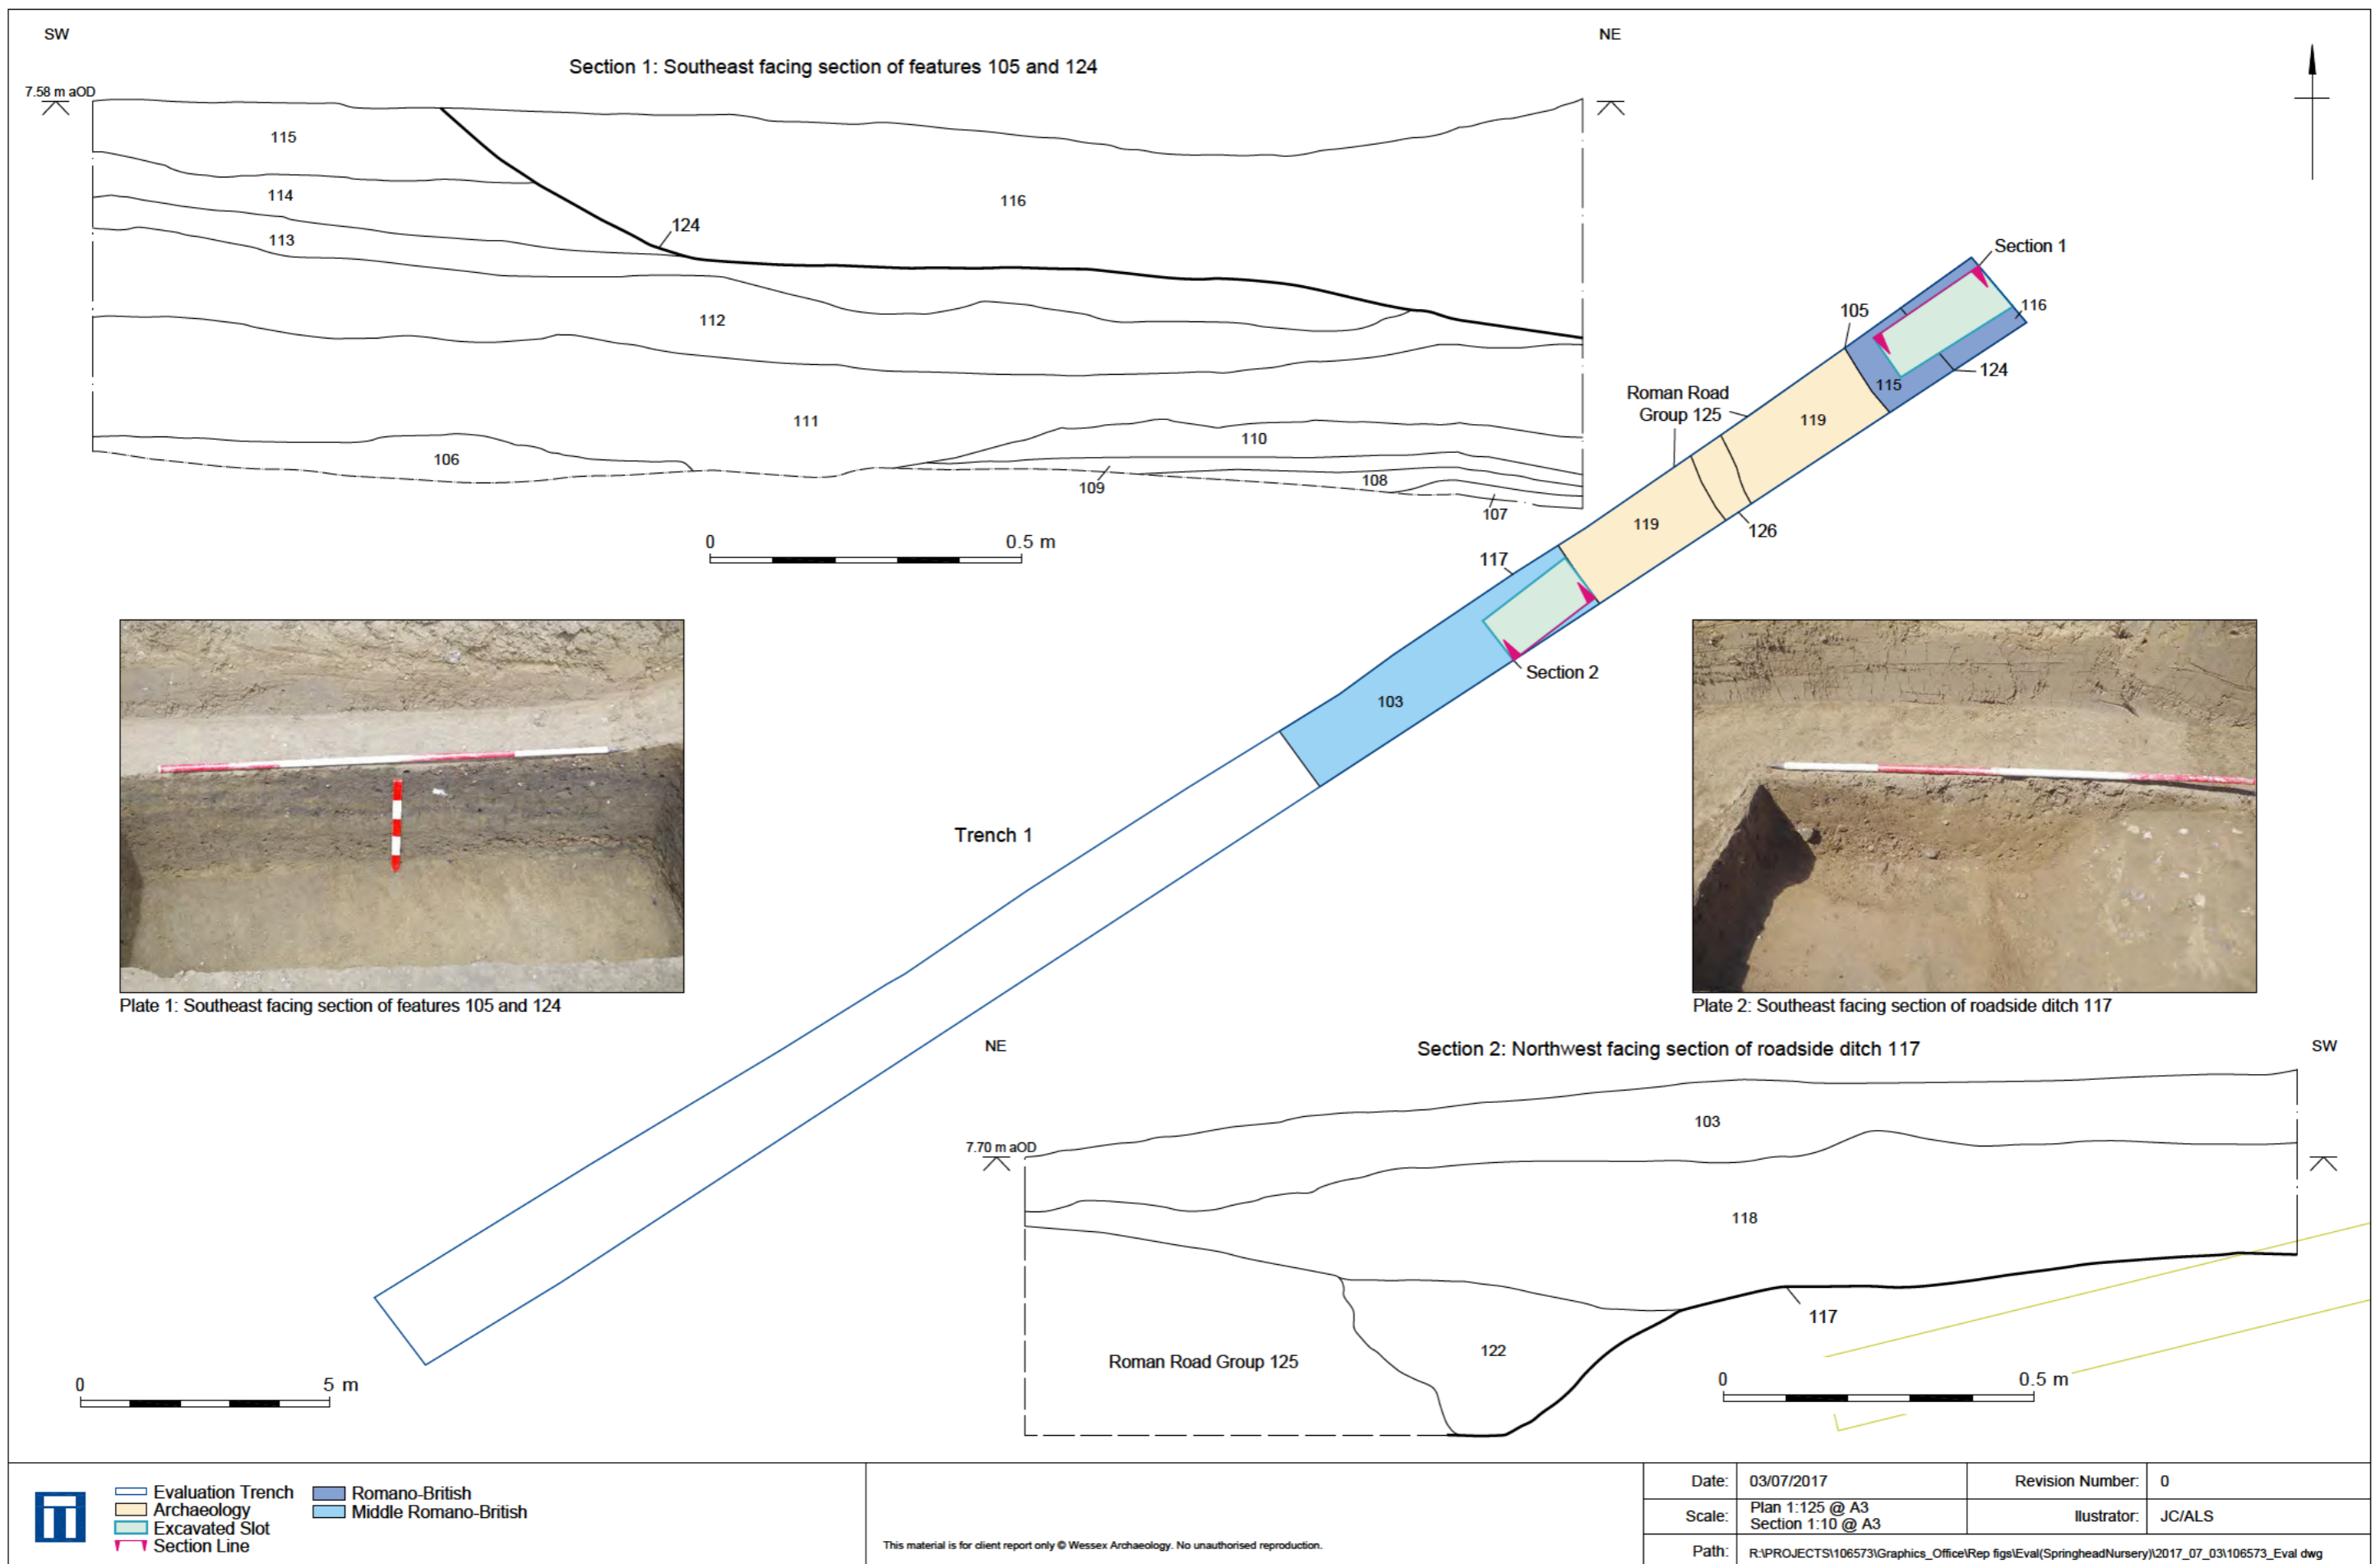 SW
NE
Section 1: Southeast facing section of features 105 and 124
7.58 m aOD
115
114
113
124
116
112
111
106
110
109
108
107
0 0.5 m
Section 1
105
116
115
124
Roman Road
Group 125
119
119
126
117
Section 2
103
Trench 1
Plate 1: Southeast facing section of features 105 and 124
Plate 2: Southeast facing section of roadside ditch 117
NE
Section 2: Northwest facing section of roadside ditch 117
SW
7.70 m aOD
103
118
117
122
Roman Road Group 125
0 0.5 m
0 5 m
Evaluation Trench
Archaeology
Excavated Slot
Section Line
Romano-British
Middle Romano-British
This material is for client report only © Wessex Archaeology. No unauthorised reproduction.
Date: 03/07/2017 Revision Number: 0
Scale: Plan 1:125 @ A3
Section 1:10 @ A3
Illustrator: JC/ALS
Path: R:\PROJECTS\106573\Graphics_Office\Rep figs\Eval(SpringheadNursery)\2017_07_03\106573_Eval dwg